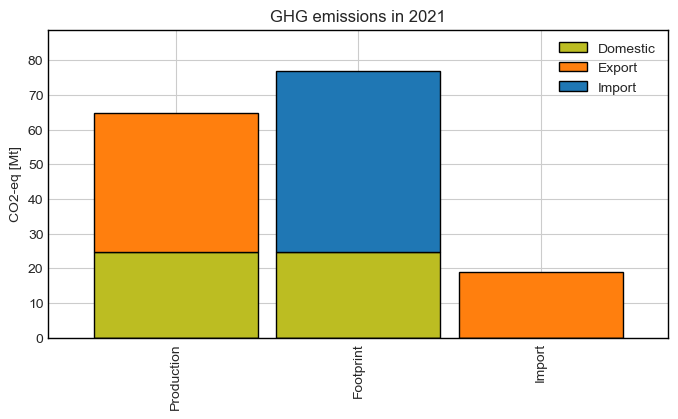 GHG emissions in 2021
Domestic
Export
Import
CO2-eq [Mt]
80
70
60
50
40
30
20
10
0
Production
Footprint
Import